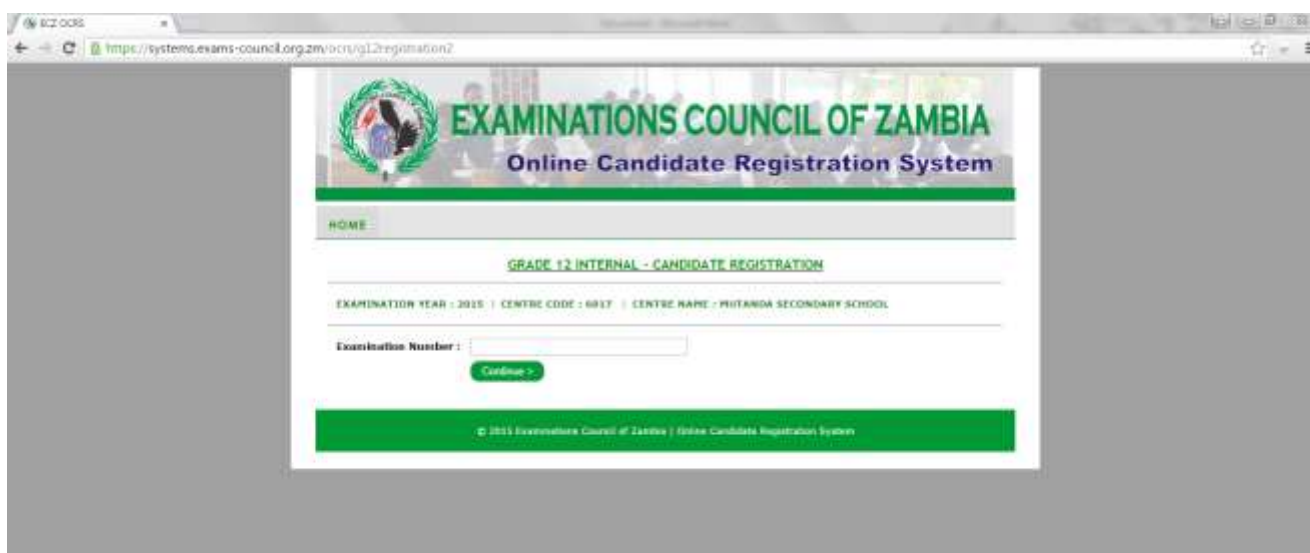 ECZ OCRS
https://systems.exams-council.org.zm/ocrs/g12registration2
EXAMINATIONS COUNCIL OF ZAMBIA
Online Candidate Registration System
HOME
GRADE 12 INTERNAL - CANDIDATE REGISTRATION
EXAMINATION YEAR : 2015 | CENTRE CODE : 6017 | CENTRE NAME : SECONDARY SCHOOL
Examination Number :
Continue >
© 2015 Examinations Council of Zambia | Online Candidate Registration System